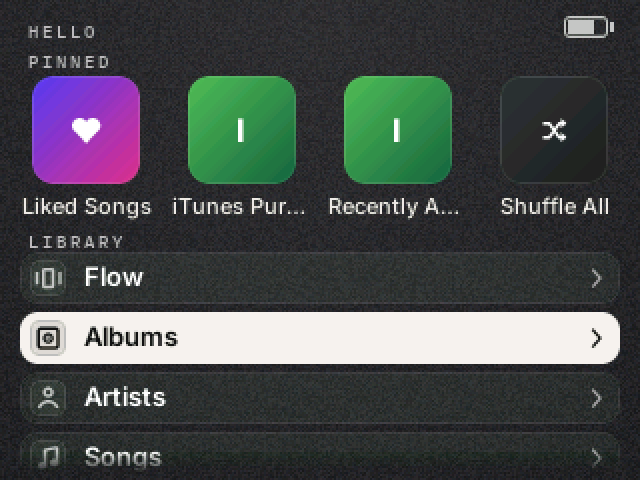 HELLO
PINNED
I
I
Liked Songs
iTunes Pur...
Recently A...
Shuffle All
LIBRARY
Flow
Albums
Artists
Songs